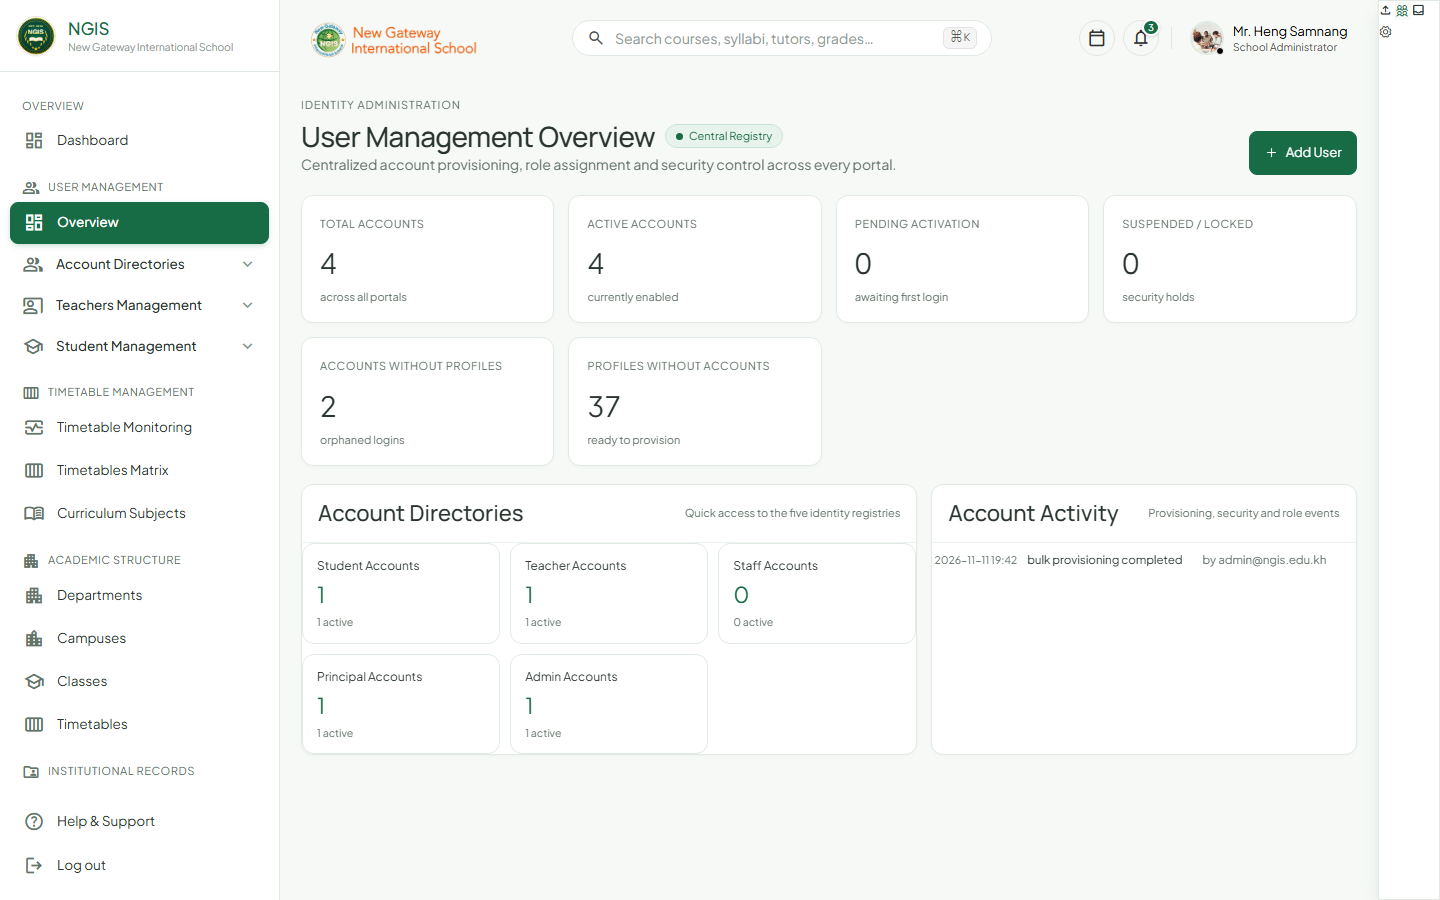 NGIS
New Gateway International School
OVERVIEW
Dashboard
USER MANAGEMENT
Overview
Account Directories
Teachers Management
Student Management
TIMETABLE MANAGEMENT
Timetable Monitoring
Timetables Matrix
Curriculum Subjects
ACADEMIC STRUCTURE
Departments
Campuses
Classes
Timetables
INSTITUTIONAL RECORDS
Help & Support
Log out
New Gateway
International School
Search courses, syllabi, tutors, grades...
⌘K
3
Mr. Heng Samnang
School Administrator
IDENTITY ADMINISTRATION
User Management Overview
Central Registry
Centralized account provisioning, role assignment and security control across every portal.
+ Add User
TOTAL ACCOUNTS
4
across all portals
ACTIVE ACCOUNTS
4
currently enabled
PENDING ACTIVATION
0
awaiting first login
SUSPENDED / LOCKED
0
security holds
ACCOUNTS WITHOUT PROFILES
2
orphaned logins
PROFILES WITHOUT ACCOUNTS
37
ready to provision
Account Directories
Quick access to the five identity registries
Student Accounts
1
1 active
Teacher Accounts
1
1 active
Staff Accounts
0
0 active
Principal Accounts
1
1 active
Admin Accounts
1
1 active
Account Activity
Provisioning, security and role events
2026-11-11 19:42 bulk provisioning completed by admin@ngis.edu.kh